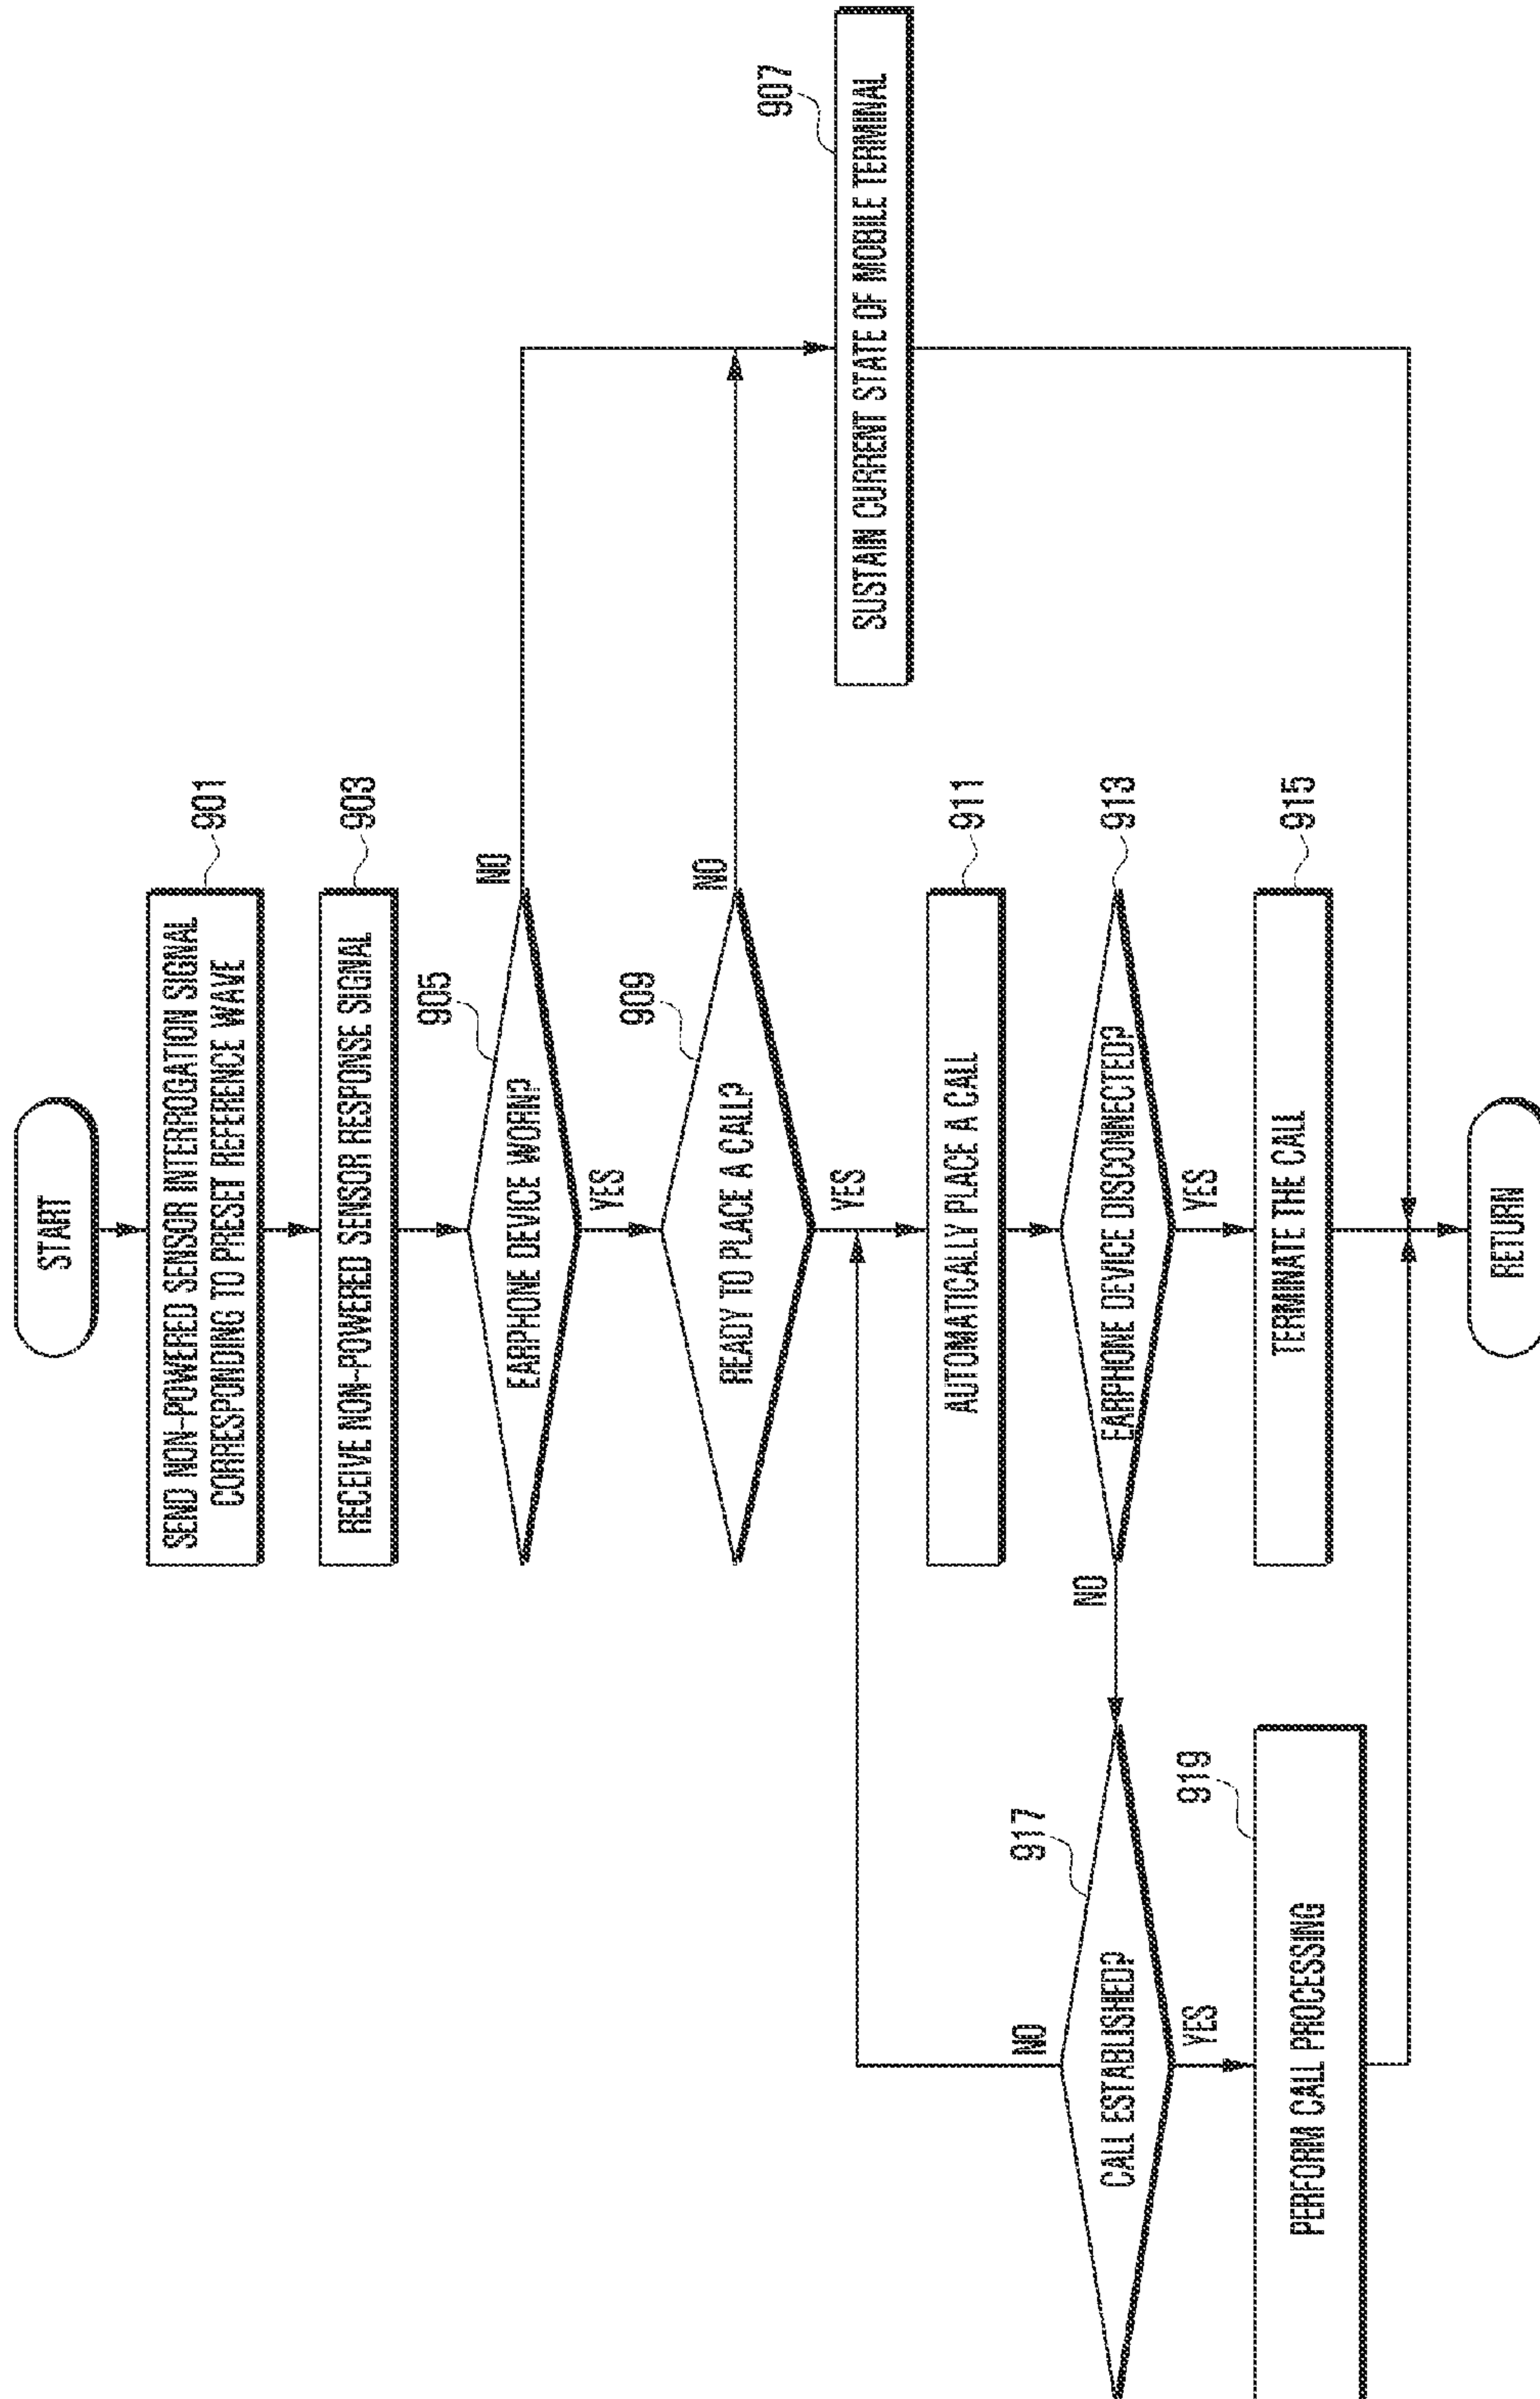 START
SEND NON-POWERED SENSOR INTERROGATION SIGNAL
CORRESPONDING TO PRESET REFERENCE WAVE
901
RECEIVE NON-POWERED SENSOR RESPONSE SIGNAL
903
905
EARPHONE DEVICE WORN?
NO
YES
909
READY TO PLACE A CALL?
NO
YES
907
SUSTAIN CURRENT STATE OF MOBILE TERMINAL
AUTOMATICALLY PLACE A CALL
911
EARPHONE DEVICE DISCONNECTED?
913
NO
YES
917
CALL ESTABLISHED?
NO
YES
TERMINATE THE CALL
915
919
PERFORM CALL PROCESSING
RETURN